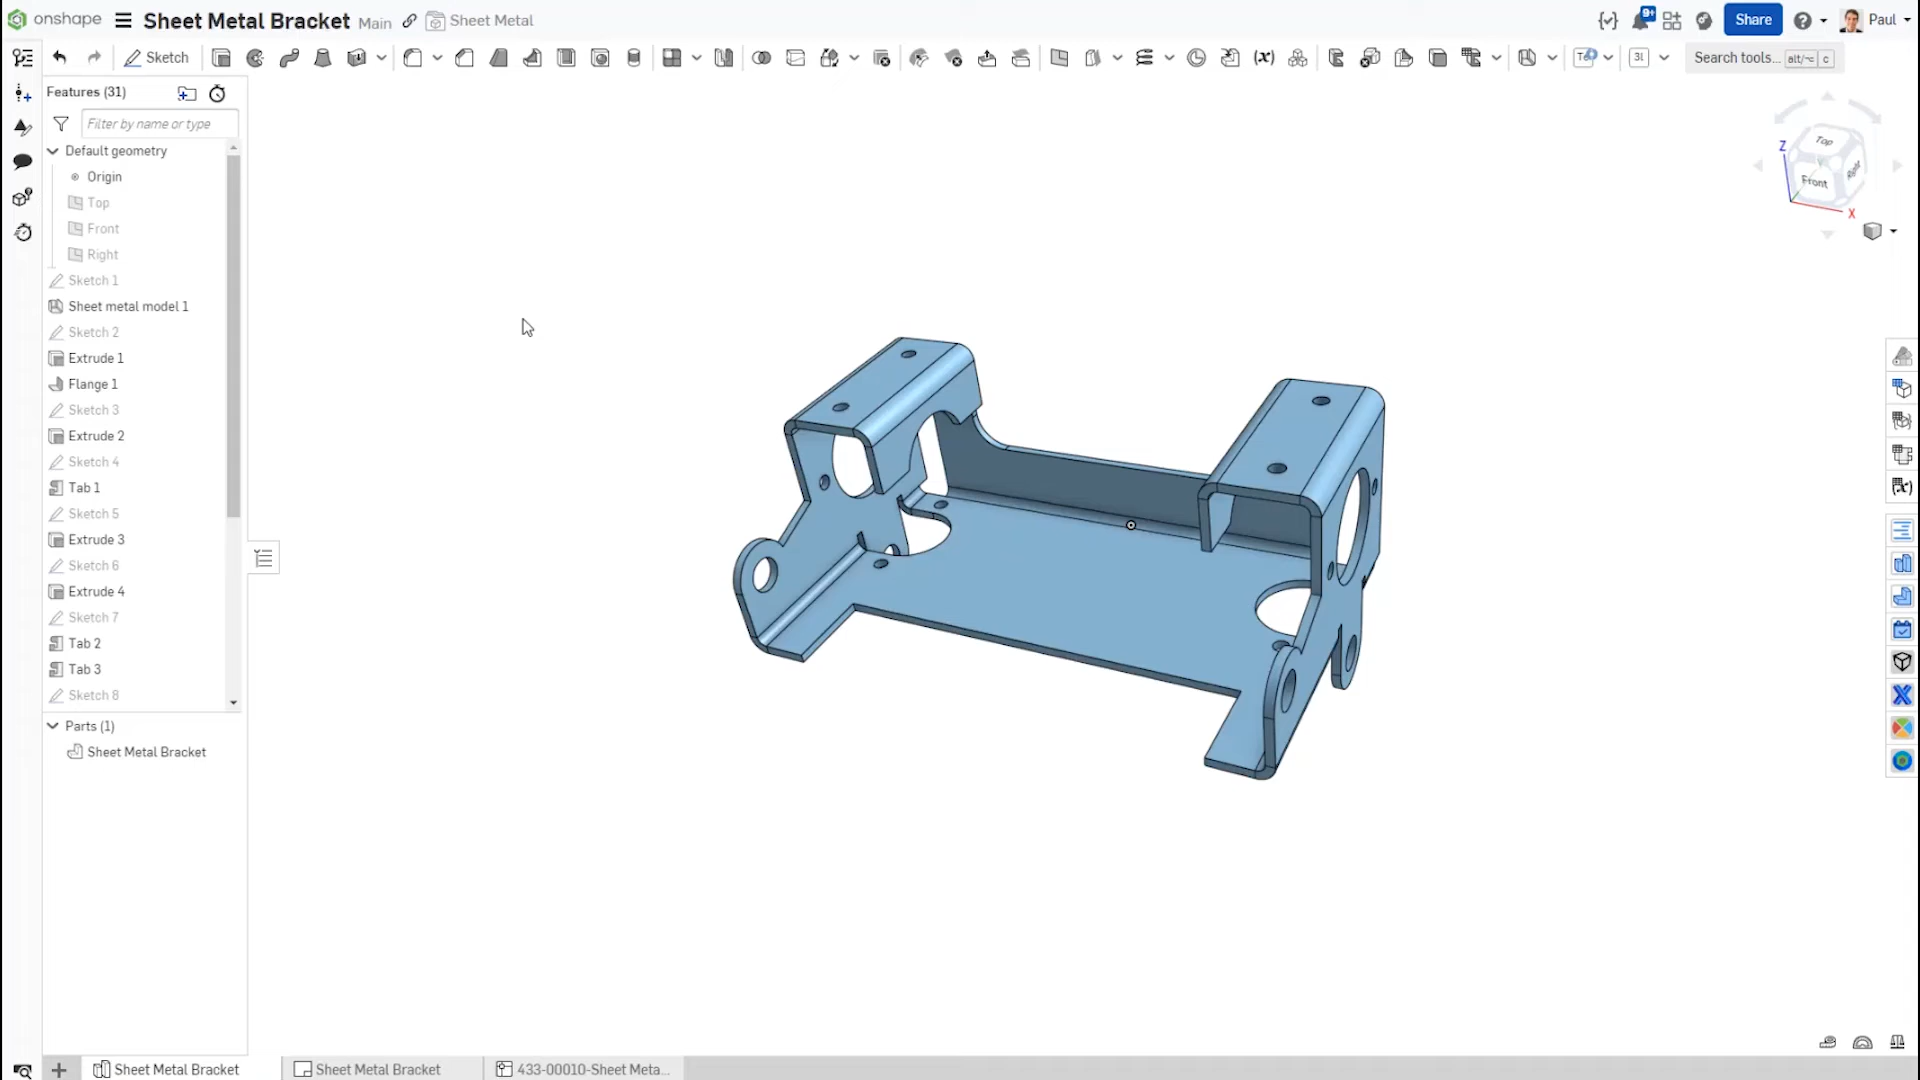 onshape Sheet Metal Bracket Main Sheet Metal 9+ Share Paul
Sketch (x) 3l Search tools... alt/⌥ c
Features (31)
Filter by name or type
Default geometry
Origin
Top
Front
Right
Sketch 1
Sheet metal model 1
Sketch 2
Extrude 1
Flange 1
Sketch 3
Extrude 2
Sketch 4
Tab 1
Sketch 5
Extrude 3
Sketch 6
Extrude 4
Sketch 7
Tab 2
Tab 3
Sketch 8
Parts (1)
Sheet Metal Bracket
Z
Top
Front
Right
X
(x)
Sheet Metal Bracket Sheet Metal Bracket 433-00010-Sheet Meta...